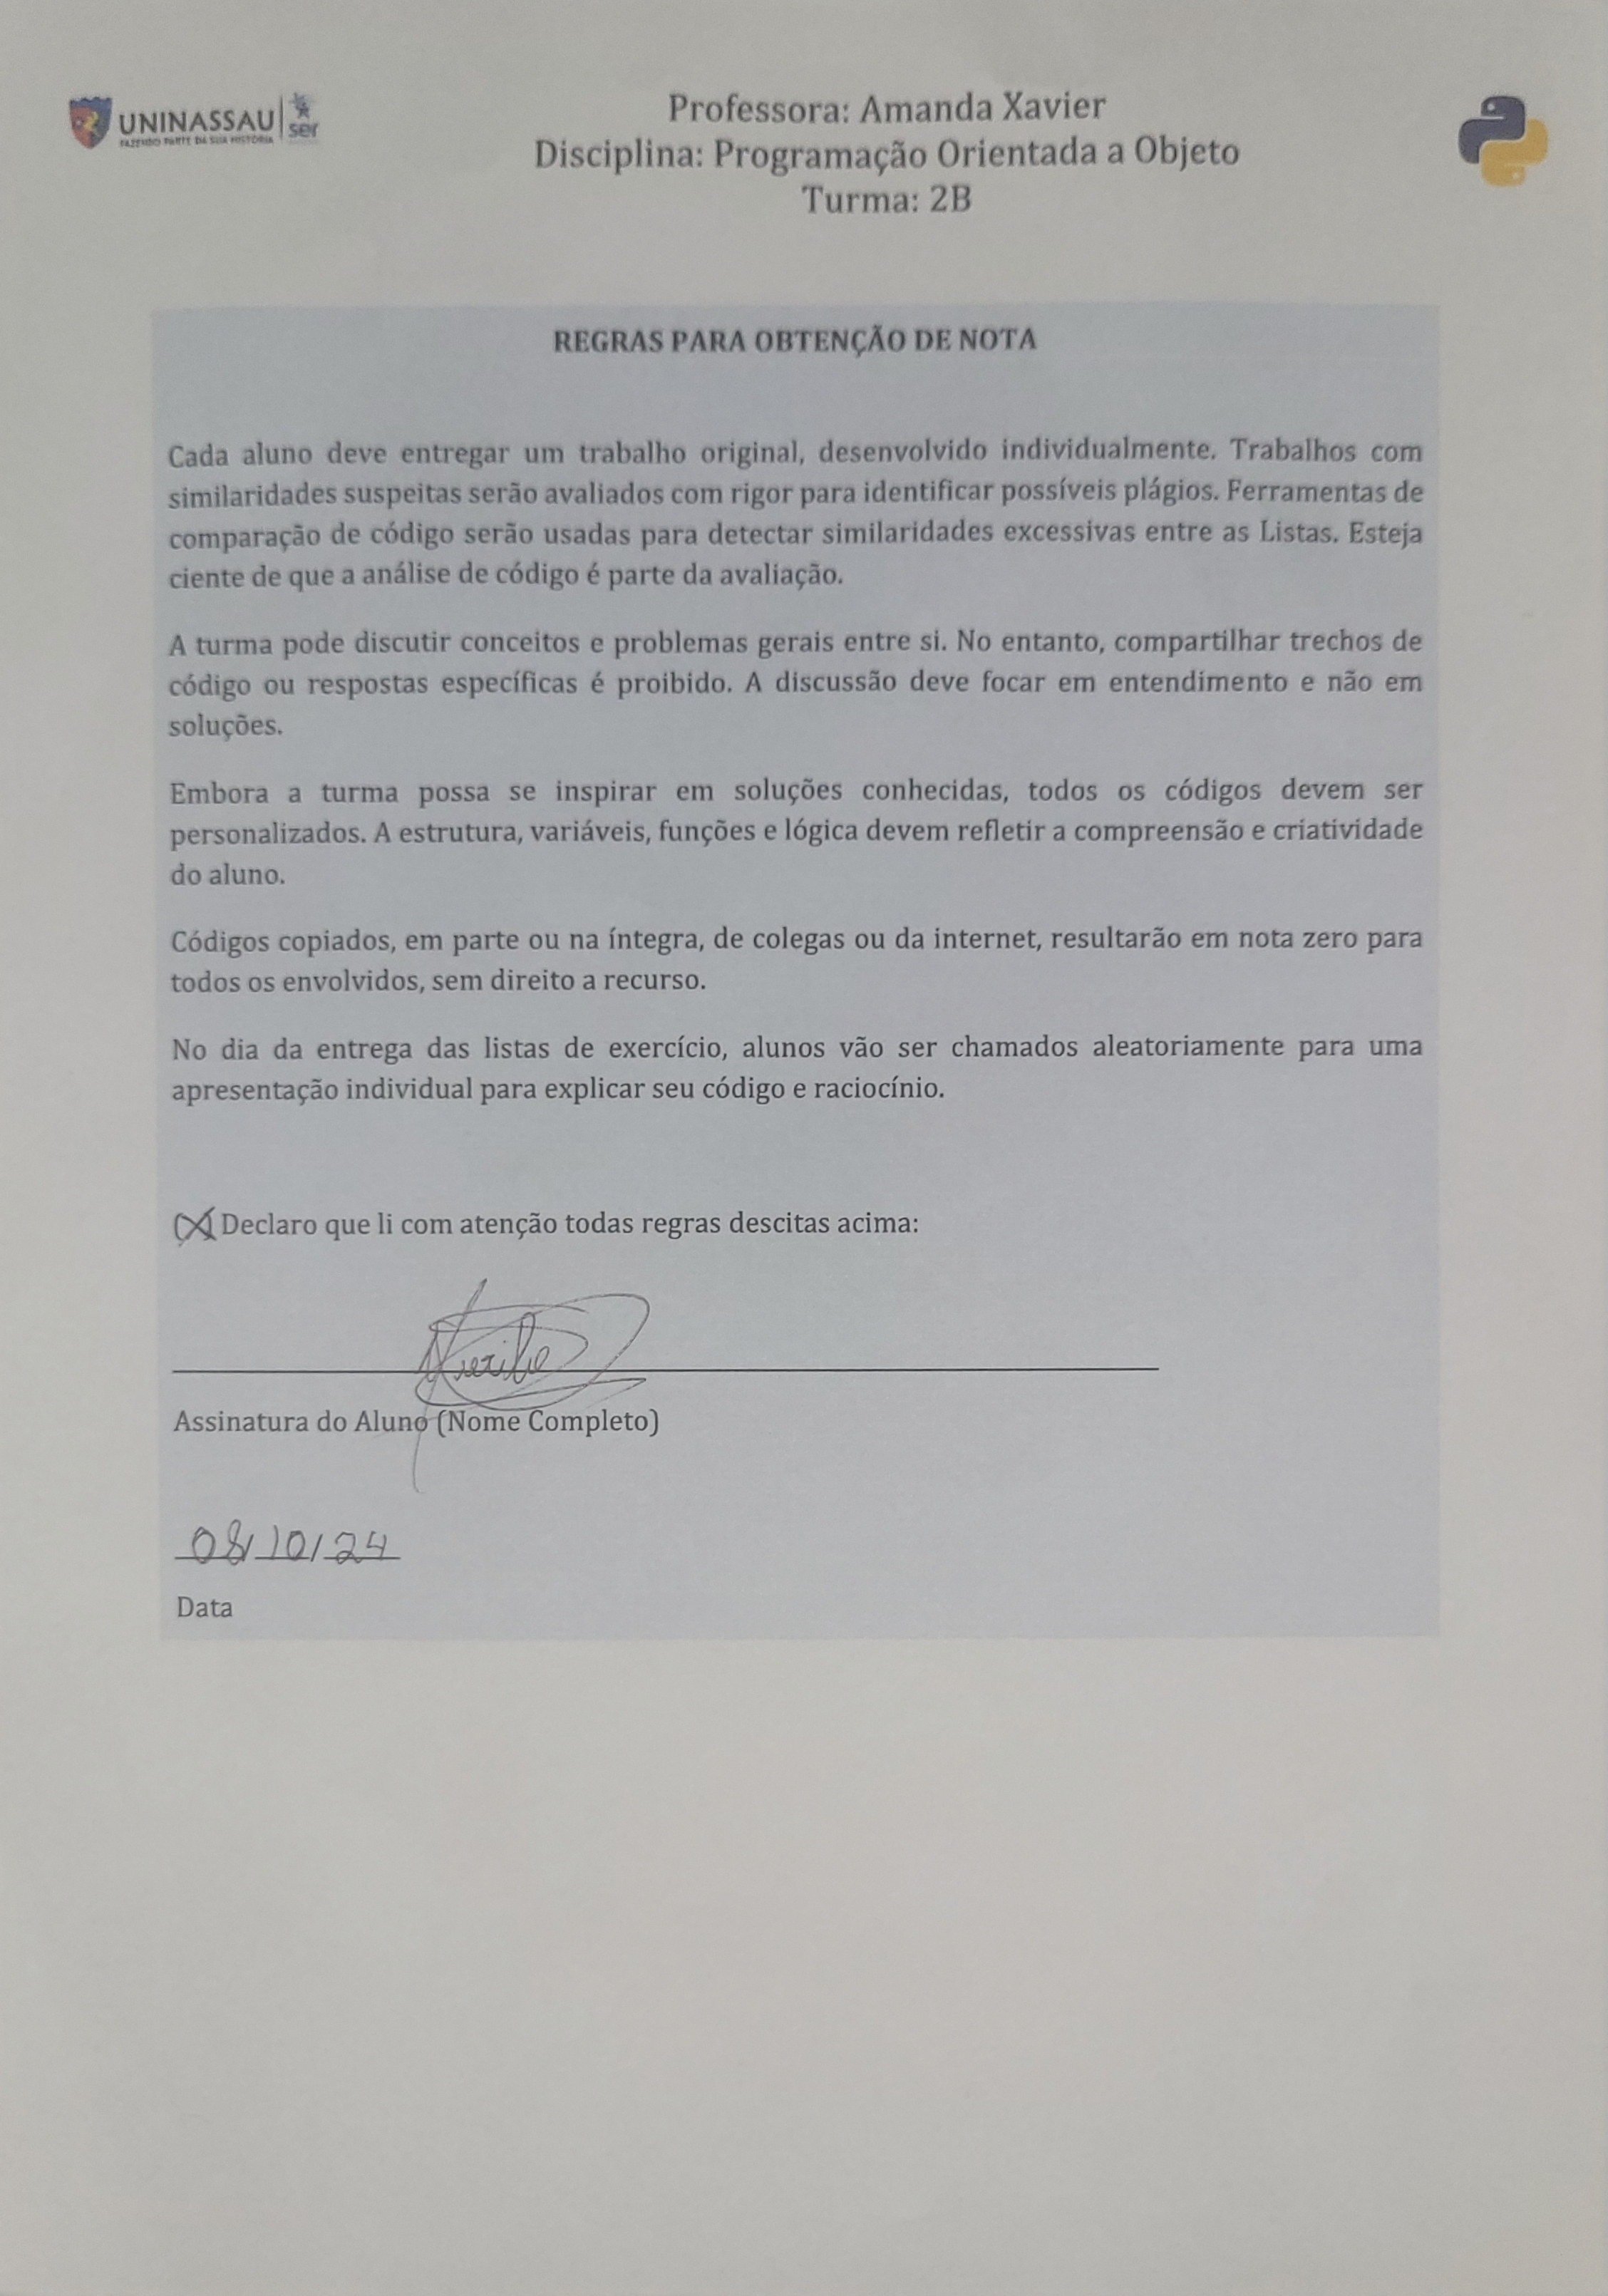 UNINASSAU
FAZENDO PARTE DA SUA HISTÓRIA
ser
Professora: Amanda Xavier
Disciplina: Programação Orientada a Objeto
Turma: 2B
REGRAS PARA OBTENÇÃO DE NOTA
Cada aluno deve entregar um trabalho original, desenvolvido individualmente. Trabalhos com
similaridades suspeitas serão avaliados com rigor para identificar possíveis plágios. Ferramentas de
comparação de código serão usadas para detectar similaridades excessivas entre as Listas. Esteja
ciente de que a análise de código é parte da avaliação.
A turma pode discutir conceitos e problemas gerais entre si. No entanto, compartilhar trechos de
código ou respostas específicas é proibido. A discussão deve focar em entendimento e não em
soluções.
Embora a turma possa se inspirar em soluções conhecidas, todos os códigos devem ser
personalizados. A estrutura, variáveis, funções e lógica devem refletir a compreensão e criatividade
do aluno.
Códigos copiados, em parte ou na íntegra, de colegas ou da internet, resultarão em nota zero para
todos os envolvidos, sem direito a recurso.
No dia da entrega das listas de exercício, alunos vão ser chamados aleatoriamente para uma
apresentação individual para explicar seu código e raciocínio.
(X) Declaro que li com atenção todas regras descitas acima:
Assinatura do Aluno (Nome Completo)
08/10/24
Data